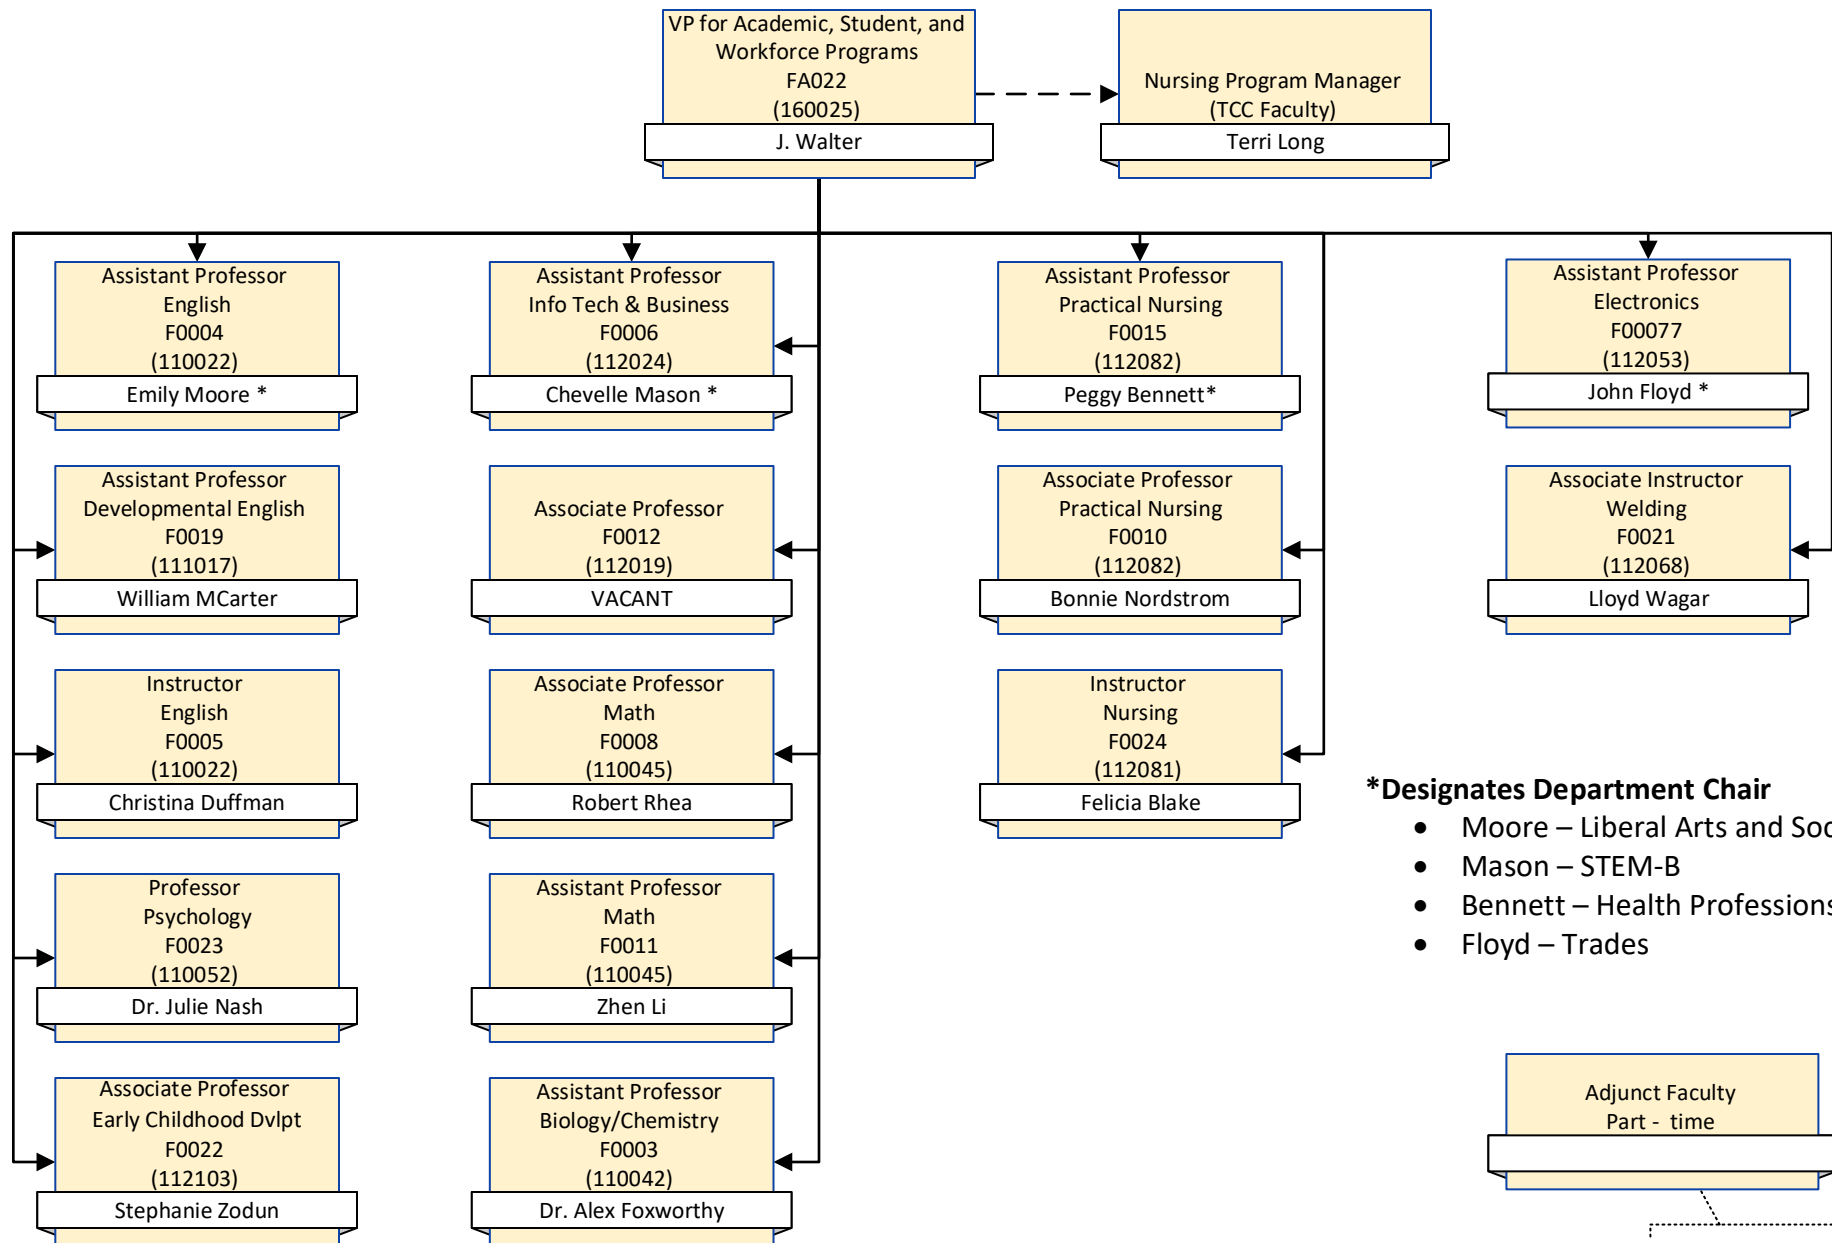 VP for Academic, Student, and
Workforce Programs
FA022
(160025)
J. Walter
Nursing Program Manager
(TCC Faculty)
Terri Long
Assistant Professor
English
F0004
(110022)
Emily Moore *
Assistant Professor
Info Tech & Business
F0006
(112024)
Chevelle Mason *
Assistant Professor
Practical Nursing
F0015
(112082)
Peggy Bennett*
Assistant Professor
Electronics
F00077
(112053)
John Floyd *
Assistant Professor
Developmental English
F0019
(111017)
William MCarter
Associate Professor
F0012
(112019)
VACANT
Associate Professor
Practical Nursing
F0010
(112082)
Bonnie Nordstrom
Associate Instructor
Welding
F0021
(112068)
Lloyd Wagar
Instructor
English
F0005
(110022)
Christina Duffman
Associate Professor
Math
F0008
(110045)
Robert Rhea
Instructor
Nursing
F0024
(112081)
Felicia Blake
*Designates Department Chair
• Moore – Liberal Arts and Soc
• Mason – STEM-B
• Bennett – Health Professions
• Floyd – Trades
Professor
Psychology
F0023
(110052)
Dr. Julie Nash
Assistant Professor
Math
F0011
(110045)
Zhen Li
Associate Professor
Early Childhood Dvlpt
F0022
(112103)
Stephanie Zodun
Assistant Professor
Biology/Chemistry
F0003
(110042)
Dr. Alex Foxworthy
Adjunct Faculty
Part - time